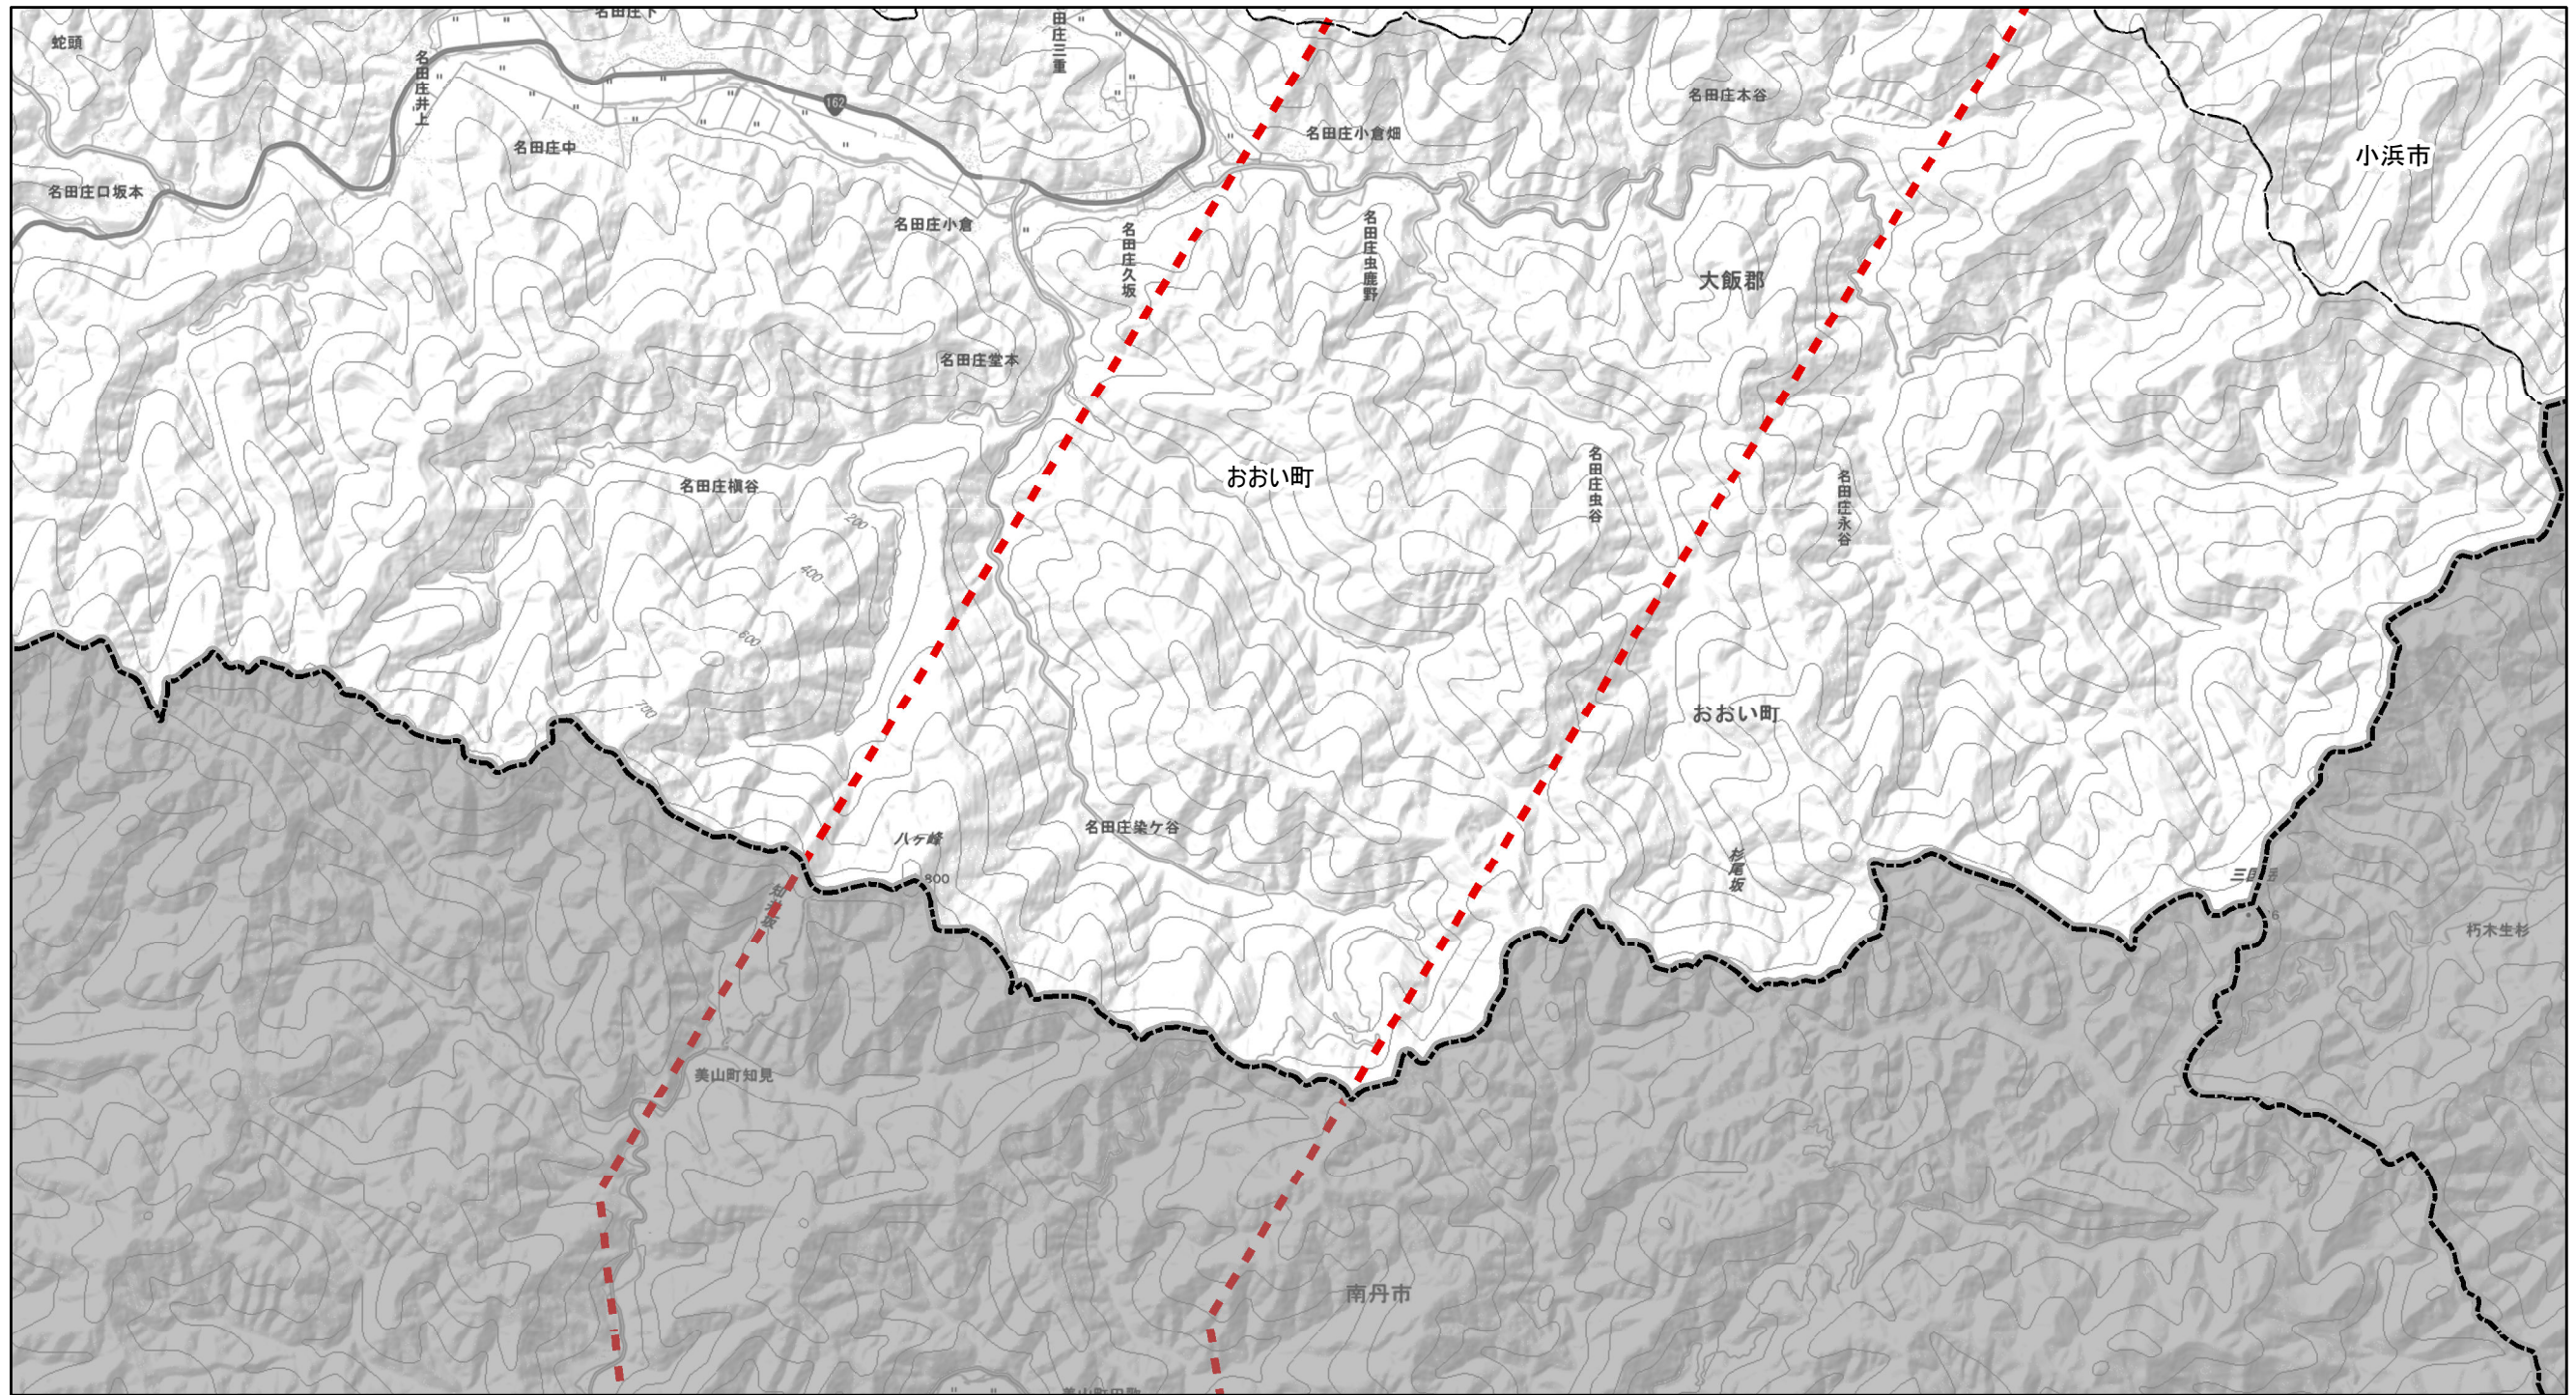 名田庄下
蛇頭
田庄三重
名田庄井上
162
名田庄木谷
名田庄小倉畑
名田庄中
小浜市
名田庄口坂本
名田庄小倉
名田庄久坂
名田庄虫鹿野
大飯郡
名田庄堂本
おおい町
名田庄槇谷
名田庄虫谷
名田庄永谷
200
400
600
700
おおい町
名田庄染ケ谷
八ヶ峰
800
杉尾坂
朽木生杉
美山町知見
南丹市